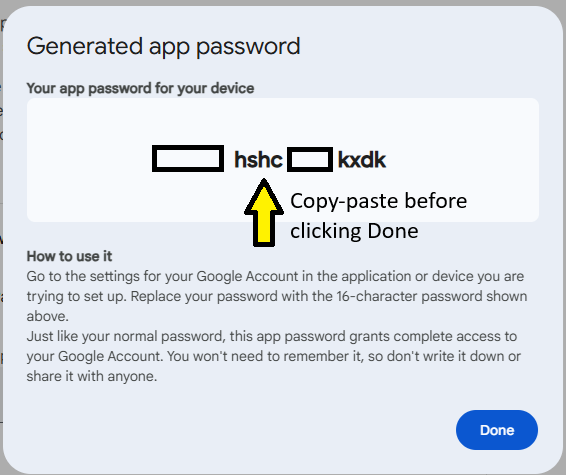 Generated app password
Your app password for your device
hshc kxdk
Copy-paste before
clicking Done
How to use it
Go to the settings for your Google Account in the application or device you are
trying to set up. Replace your password with the 16-character password shown
above.
Just like your normal password, this app password grants complete access to
your Google Account. You won't need to remember it, so don't write it down or
share it with anyone.
Done